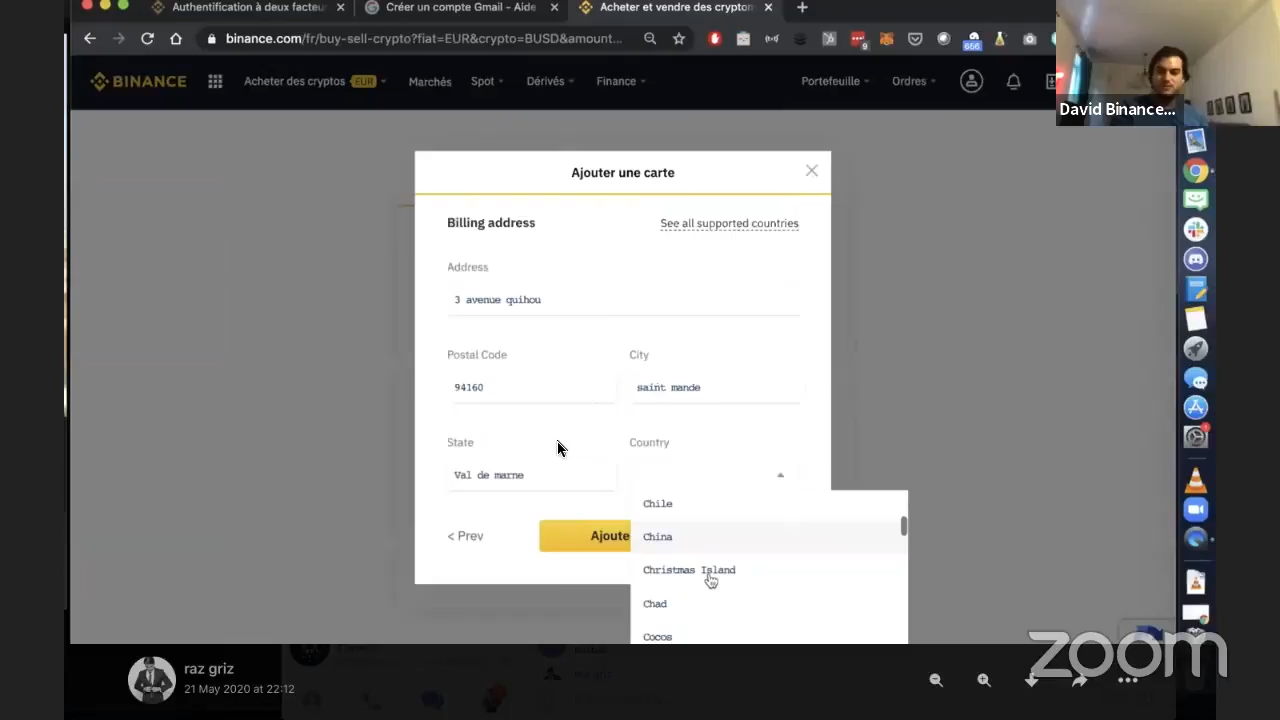 Authentification à deux facteu
Créer un compte Gmail - Aide
Acheter et vendre des crypton
binance.com/fr/buy-sell-crypto?fiat=EUR&crypto=BUSD&amount...
9
656
BINANCE
Acheter des cryptos EUR
Marchés
Spot
Dérivés
Finance
Portefeuille
Ordres
David Binance...
Ajouter une carte
Billing address
See all supported countries
Address
3 avenue quihou
Postal Code
City
94160
saint mande
State
Country
Val de marne
Chile
< Prev
Ajoute
China
Christmas Island
Chad
Cocos
zoom
raz griz
21 May 2020 at 22:12